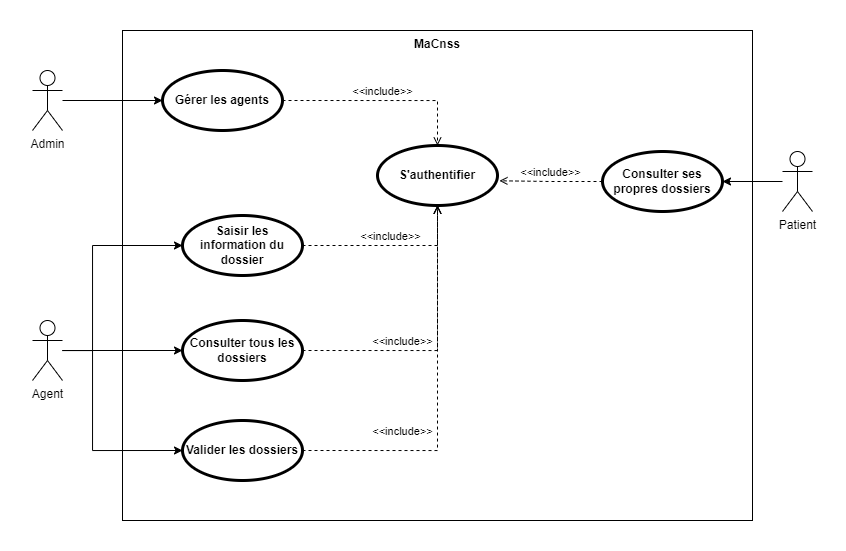 MaCnss
Gérer les agents
<<include>>
Admin
S'authentifier
<<include>>
Consulter ses
propres dossiers
Patient
Saisir les
information du
dossier
<<include>>
Consulter tous les
dossiers
<<include>>
Agent
Valider les dossiers
<<include>>